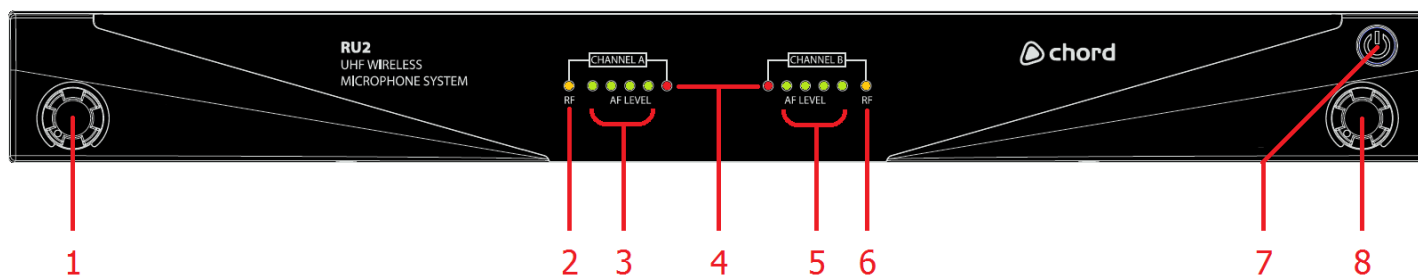 RU2
UHF WIRELESS
MICROPHONE SYSTEM
CHANNEL A
RF AF LEVEL
CHANNEL B
AF LEVEL RF
chord
1 2 3 4 5 6 7 8